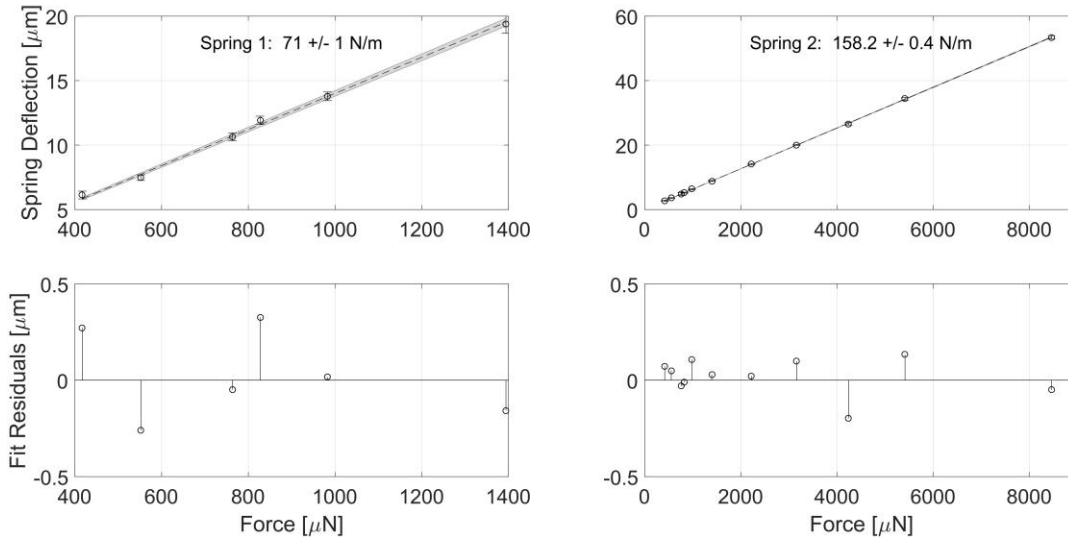 20
15
10
5
Spring Deflection [μm]
Spring 1: 71 +/- 1 N/m
400 600 800 1000 1200 1400
60
40
20
0
Spring 2: 158.2 +/- 0.4 N/m
0 2000 4000 6000 8000
0.5
0
-0.5
Fit Residuals [μm]
400 600 800 1000 1200 1400
Force [μN]
0.5
0
-0.5
0 2000 4000 6000 8000
Force [μN]